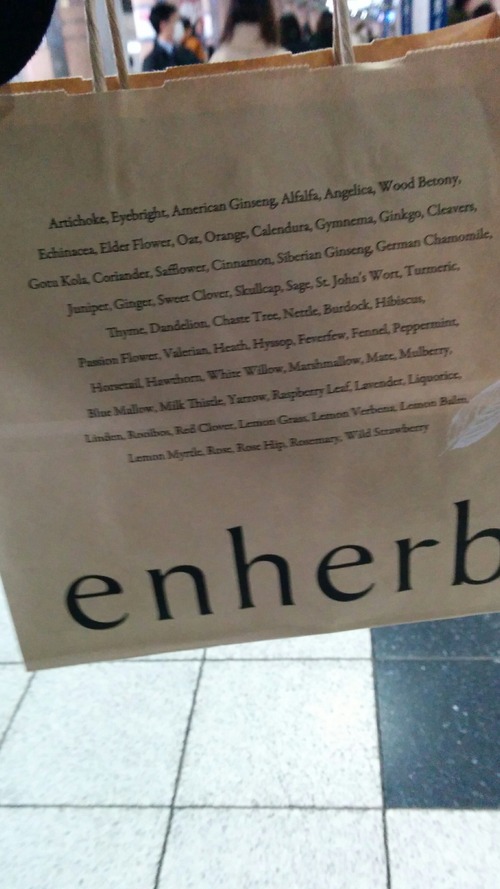 Artichoke, Eyebright, American Ginseng, Alfalfa, Angelica, Wood Betony,
Echinacea, Elder Flower, Oat, Orange, Calendura, Gymnema, Ginkgo, Cleavers,
Gotu Kola, Coriander, Safflower, Cinnamon, Siberian Ginseng, German Chamomile,
Juniper, Ginger, Sweet Clover, Skullcap, Sage, St. John's Wort, Turmeric,
Thyme, Dandelion, Chaste Tree, Nettle, Burdock, Hibiscus,
Passion Flower, Valerian, Heath, Hyssop, Feverfew, Fennel, Peppermint,
Horsetail, Hawthorn, White Willow, Marshmallow, Mate, Mulberry,
Blue Mallow, Milk Thistle, Yarrow, Raspberry Leaf, Lavender, Liquorice,
Linden, Rooibos, Red Clover, Lemon Grass, Lemon Verbena, Lemon Balm,
Lemon Myrtle, Rose, Rose Hip, Rosemary, Wild Strawberry
enherb